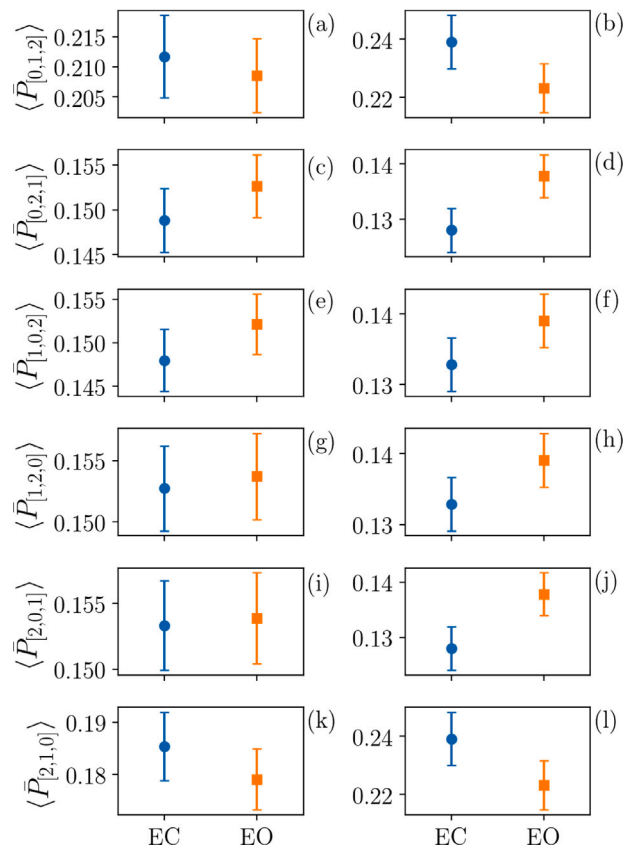 ⟨P̄[0,1,2]⟩ 0.215 0.210 0.205 (a) 0.24 0.22 (b)
⟨P̄[0,2,1]⟩ 0.155 0.150 0.145 (c) 0.14 0.13 (d)
⟨P̄[1,0,2]⟩ 0.155 0.150 0.145 (e) 0.14 0.13 (f)
⟨P̄[1,2,0]⟩ 0.155 0.150 (g) 0.14 0.13 (h)
⟨P̄[2,0,1]⟩ 0.155 0.150 (i) 0.14 0.13 (j)
⟨P̄[2,1,0]⟩ 0.19 0.18 (k) 0.24 0.22 (l)
EC EO EC EO